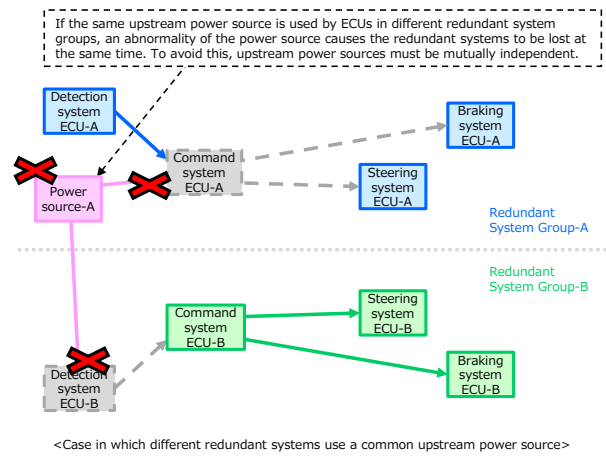 If the same upstream power source is used by ECUs in different redundant system
groups, an abnormality of the power source causes the redundant systems to be lost at
the same time. To avoid this, upstream power sources must be mutually independent.
Detection
system
ECU-A
Braking
system
ECU-A
Command
system
ECU-A
Steering
system
ECU-A
Power
source-A
Redundant
System Group-A
Redundant
System Group-B
Command
system
ECU-B
Steering
system
ECU-B
Detection
system
ECU-B
Braking
system
ECU-B
<Case in which different redundant systems use a common upstream power source>